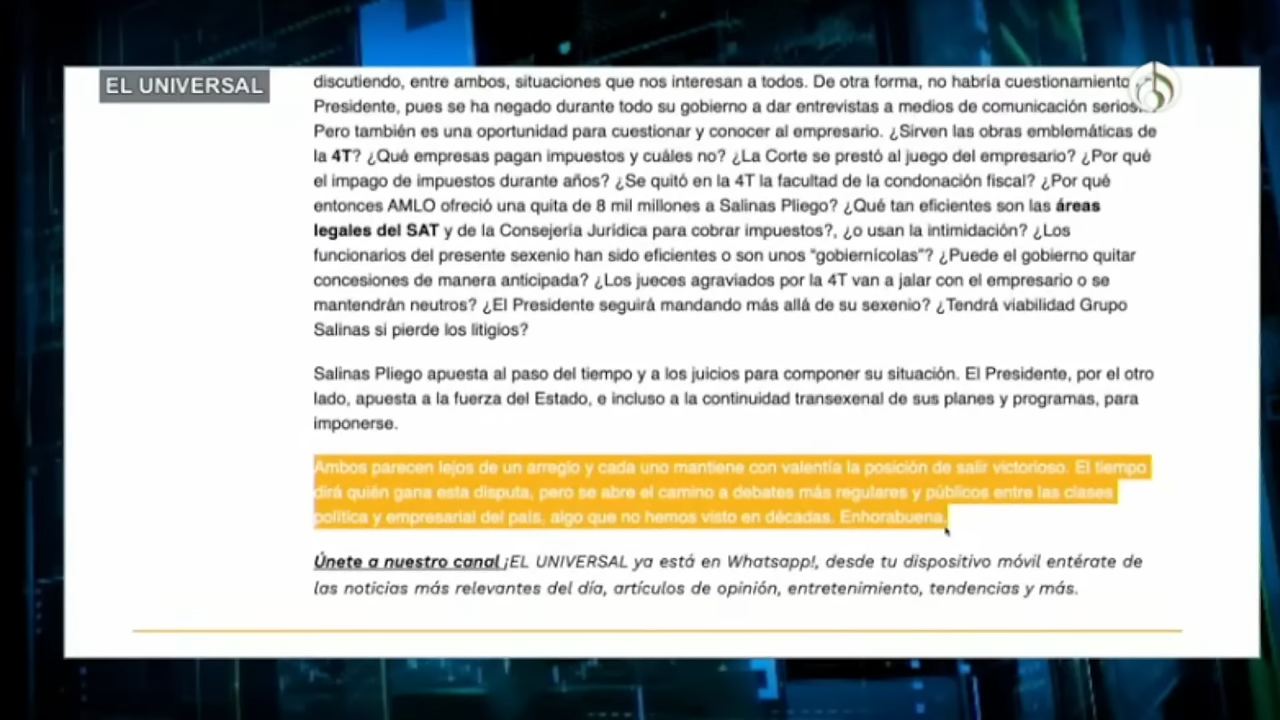 EL UNIVERSAL
discutiendo, entre ambos, situaciones que nos interesan a todos. De otra forma, no habría cuestionamiento
Presidente, pues se ha negado durante todo su gobierno a dar entrevistas a medios de comunicación serios.
Pero también es una oportunidad para cuestionar y conocer al empresario. ¿Sirven las obras emblemáticas de
la 4T? ¿Qué empresas pagan impuestos y cuáles no? ¿La Corte se prestó al juego del empresario? ¿Por qué
el impago de impuestos durante años? ¿Se quitó en la 4T la facultad de la condonación fiscal? ¿Por qué
entonces AMLO ofreció una quita de 8 mil millones a Salinas Pliego? ¿Qué tan eficientes son las áreas
legales del SAT y de la Consejería Jurídica para cobrar impuestos?, ¿o usan la intimidación? ¿Los
funcionarios del presente sexenio han sido eficientes o son unos "gobiernícolas"? ¿Puede el gobierno quitar
concesiones de manera anticipada? ¿Los jueces agraviados por la 4T van a jalar con el empresario o se
mantendrán neutros? ¿El Presidente seguirá mandando más allá de su sexenio? ¿Tendrá viabilidad Grupo
Salinas si pierde los litigios?
Salinas Pliego apuesta al paso del tiempo y a los juicios para componer su situación. El Presidente, por el otro
lado, apuesta a la fuerza del Estado, e incluso a la continuidad transexenal de sus planes y programas, para
imponerse.
Ambos parecen lejos de un arreglo y cada uno mantiene con valentía la posición de salir victorioso. El tiempo
dirá quién gana esta disputa, pero se abre el camino a debates más regulares y públicos entre las clases
política y empresarial del país, algo que no hemos visto en décadas. Enhorabuena.
Únete a nuestro canal ¡EL UNIVERSAL ya está en Whatsapp!, desde tu dispositivo móvil entérate de
las noticias más relevantes del día, artículos de opinión, entretenimiento, tendencias y más.